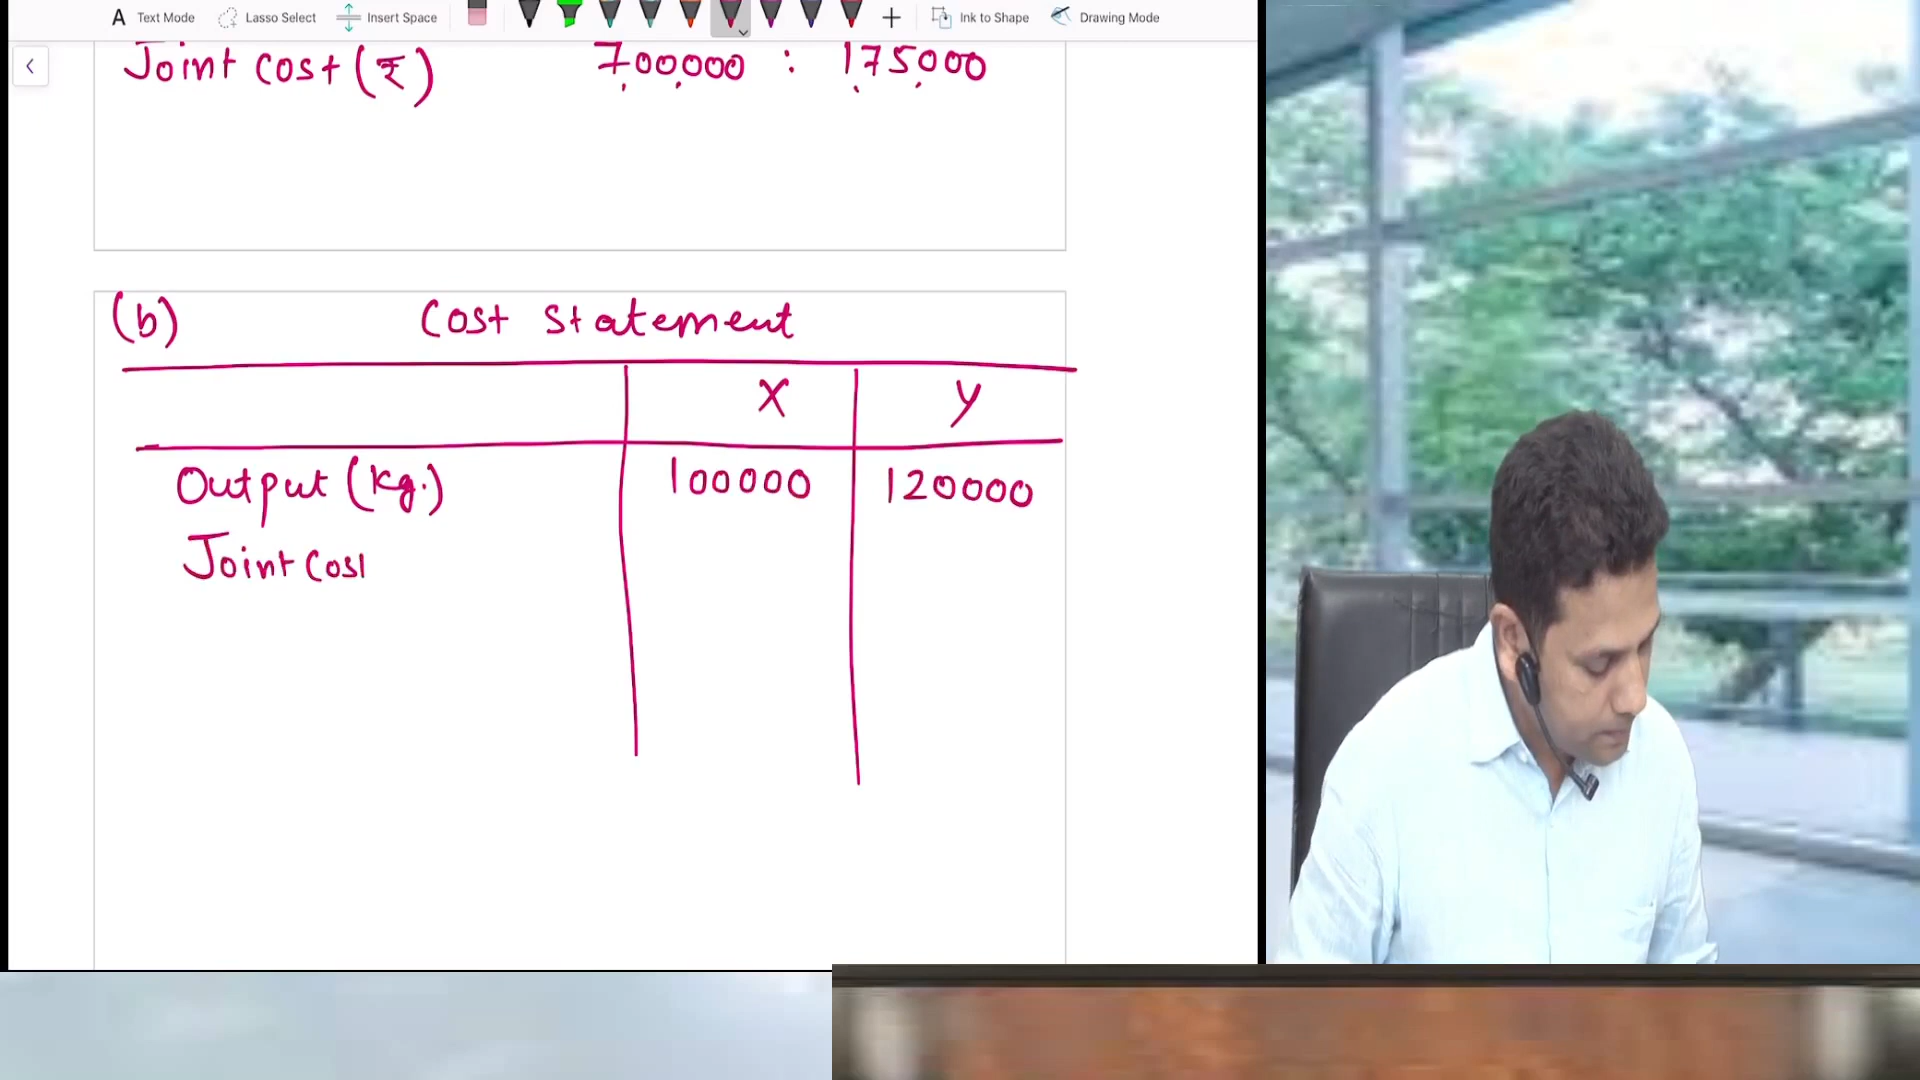 A Text Mode Lasso Select Insert Space Ink to Shape Drawing Mode
Joint Cost (₹) 700000 : 175000
(b) Cost Statement
X Y
Output (kg.) 100000 120000
Joint Cos